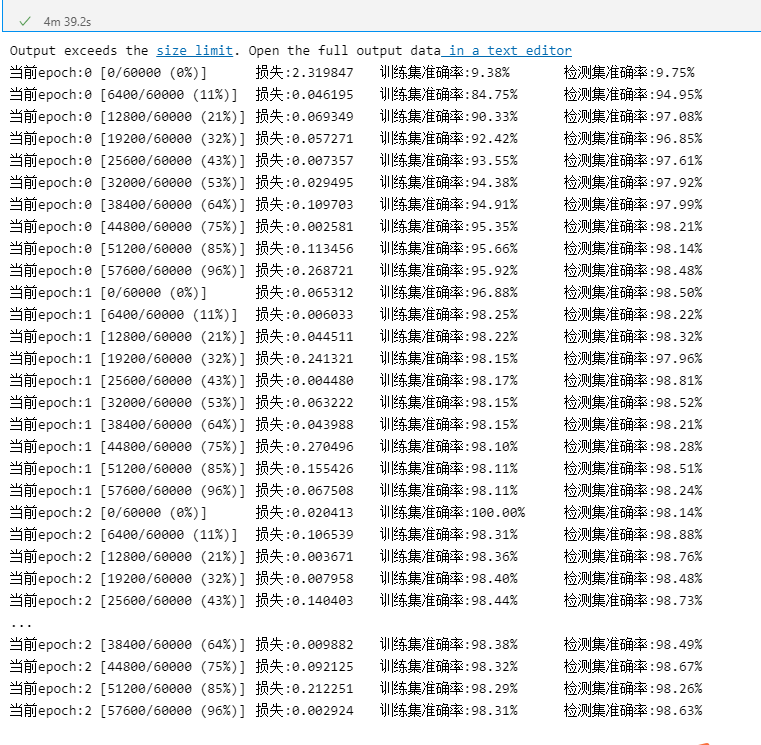 4m 39.2s
Output exceeds the size limit. Open the full output data in a text editor
当前epoch:0 [0/60000 (0%)] 损失:2.319847 训练集准确率:9.38% 检测集准确率:9.75%
当前epoch:0 [6400/60000 (11%)] 损失:0.046195 训练集准确率:84.75% 检测集准确率:94.95%
当前epoch:0 [12800/60000 (21%)] 损失:0.069349 训练集准确率:90.33% 检测集准确率:97.08%
当前epoch:0 [19200/60000 (32%)] 损失:0.057271 训练集准确率:92.42% 检测集准确率:96.85%
当前epoch:0 [25600/60000 (43%)] 损失:0.007357 训练集准确率:93.55% 检测集准确率:97.61%
当前epoch:0 [32000/60000 (53%)] 损失:0.029495 训练集准确率:94.38% 检测集准确率:97.92%
当前epoch:0 [38400/60000 (64%)] 损失:0.109703 训练集准确率:94.91% 检测集准确率:97.99%
当前epoch:0 [44800/60000 (75%)] 损失:0.002581 训练集准确率:95.35% 检测集准确率:98.21%
当前epoch:0 [51200/60000 (85%)] 损失:0.113456 训练集准确率:95.66% 检测集准确率:98.14%
当前epoch:0 [57600/60000 (96%)] 损失:0.268721 训练集准确率:95.92% 检测集准确率:98.48%
当前epoch:1 [0/60000 (0%)] 损失:0.065312 训练集准确率:96.88% 检测集准确率:98.50%
当前epoch:1 [6400/60000 (11%)] 损失:0.006033 训练集准确率:98.25% 检测集准确率:98.22%
当前epoch:1 [12800/60000 (21%)] 损失:0.044511 训练集准确率:98.22% 检测集准确率:98.32%
当前epoch:1 [19200/60000 (32%)] 损失:0.241321 训练集准确率:98.15% 检测集准确率:97.96%
当前epoch:1 [25600/60000 (43%)] 损失:0.004480 训练集准确率:98.17% 检测集准确率:98.81%
当前epoch:1 [32000/60000 (53%)] 损失:0.063222 训练集准确率:98.15% 检测集准确率:98.52%
当前epoch:1 [38400/60000 (64%)] 损失:0.043988 训练集准确率:98.15% 检测集准确率:98.21%
当前epoch:1 [44800/60000 (75%)] 损失:0.270496 训练集准确率:98.10% 检测集准确率:98.28%
当前epoch:1 [51200/60000 (85%)] 损失:0.155426 训练集准确率:98.11% 检测集准确率:98.51%
当前epoch:1 [57600/60000 (96%)] 损失:0.067508 训练集准确率:98.11% 检测集准确率:98.24%
当前epoch:2 [0/60000 (0%)] 损失:0.020413 训练集准确率:100.00% 检测集准确率:98.14%
当前epoch:2 [6400/60000 (11%)] 损失:0.106539 训练集准确率:98.31% 检测集准确率:98.88%
当前epoch:2 [12800/60000 (21%)] 损失:0.003671 训练集准确率:98.36% 检测集准确率:98.76%
当前epoch:2 [19200/60000 (32%)] 损失:0.007958 训练集准确率:98.40% 检测集准确率:98.48%
当前epoch:2 [25600/60000 (43%)] 损失:0.140403 训练集准确率:98.44% 检测集准确率:98.73%
...
当前epoch:2 [38400/60000 (64%)] 损失:0.009882 训练集准确率:98.38% 检测集准确率:98.49%
当前epoch:2 [44800/60000 (75%)] 损失:0.092125 训练集准确率:98.32% 检测集准确率:98.67%
当前epoch:2 [51200/60000 (85%)] 损失:0.212251 训练集准确率:98.29% 检测集准确率:98.26%
当前epoch:2 [57600/60000 (96%)] 损失:0.002924 训练集准确率:98.31% 检测集准确率:98.63%